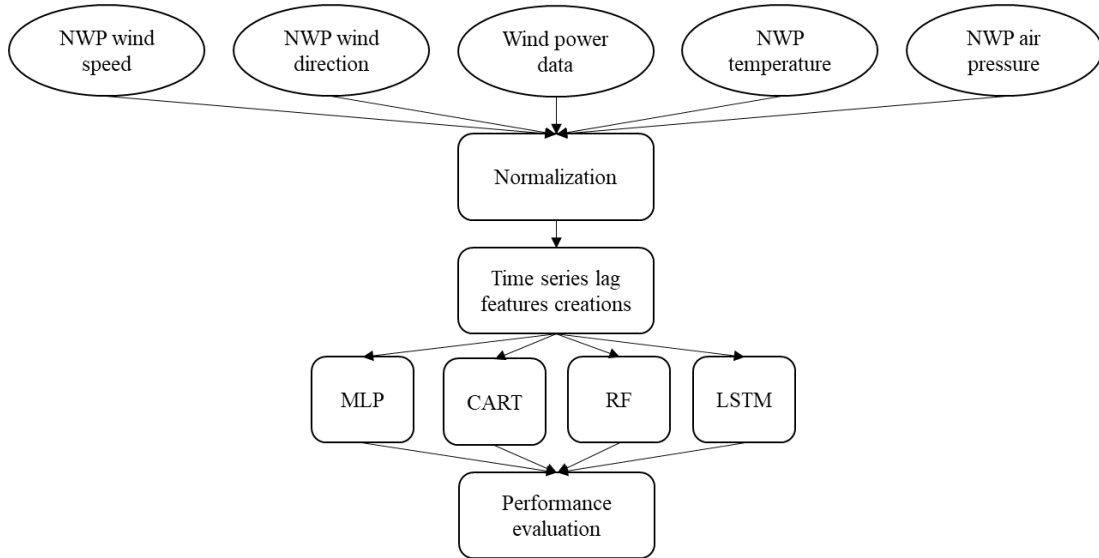 NWP wind
speed
NWP wind
direction
Wind power
data
NWP
temperature
NWP air
pressure
Normalization
Time series lag
features creations
MLP
CART
RF
LSTM
Performance
evaluation